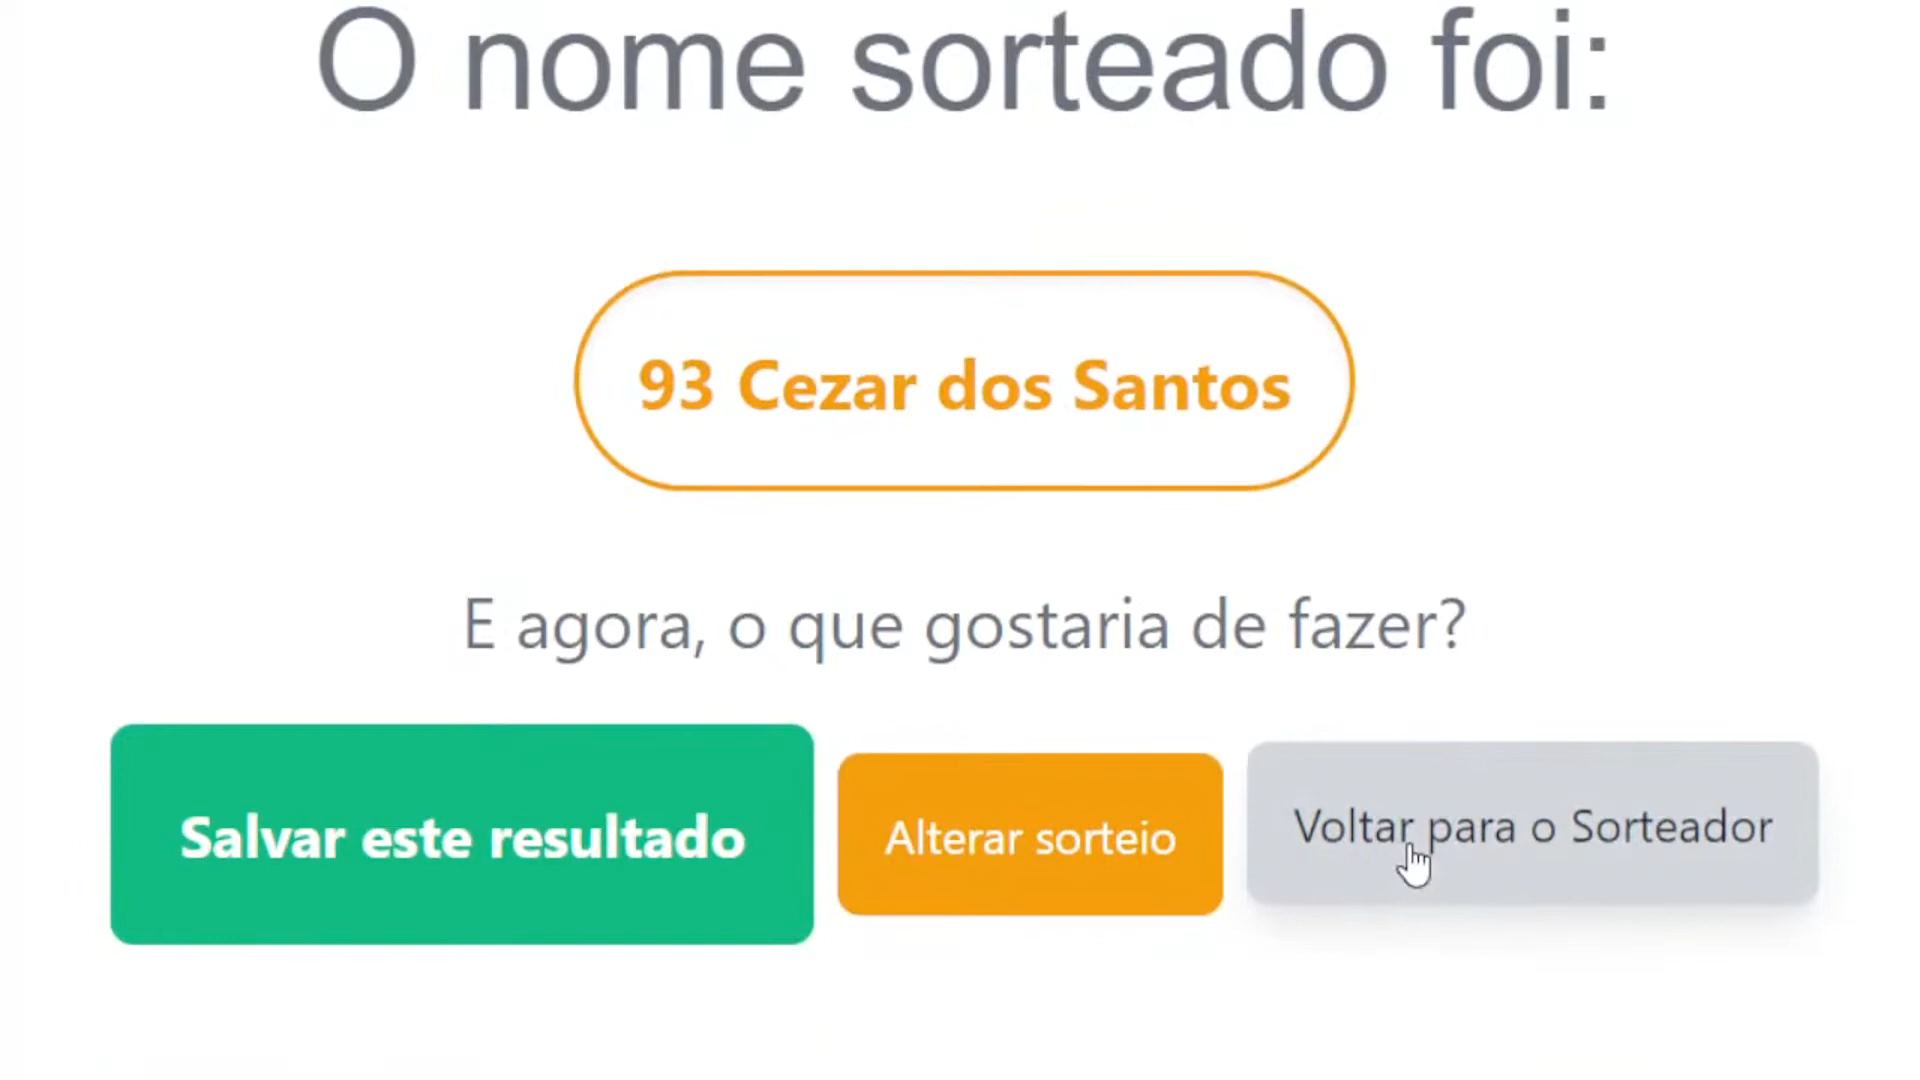 O nome sorteado foi:
93 Cezar dos Santos
E agora, o que gostaria de fazer?
Salvar este resultado
Alterar sorteio
Voltar para o Sorteador